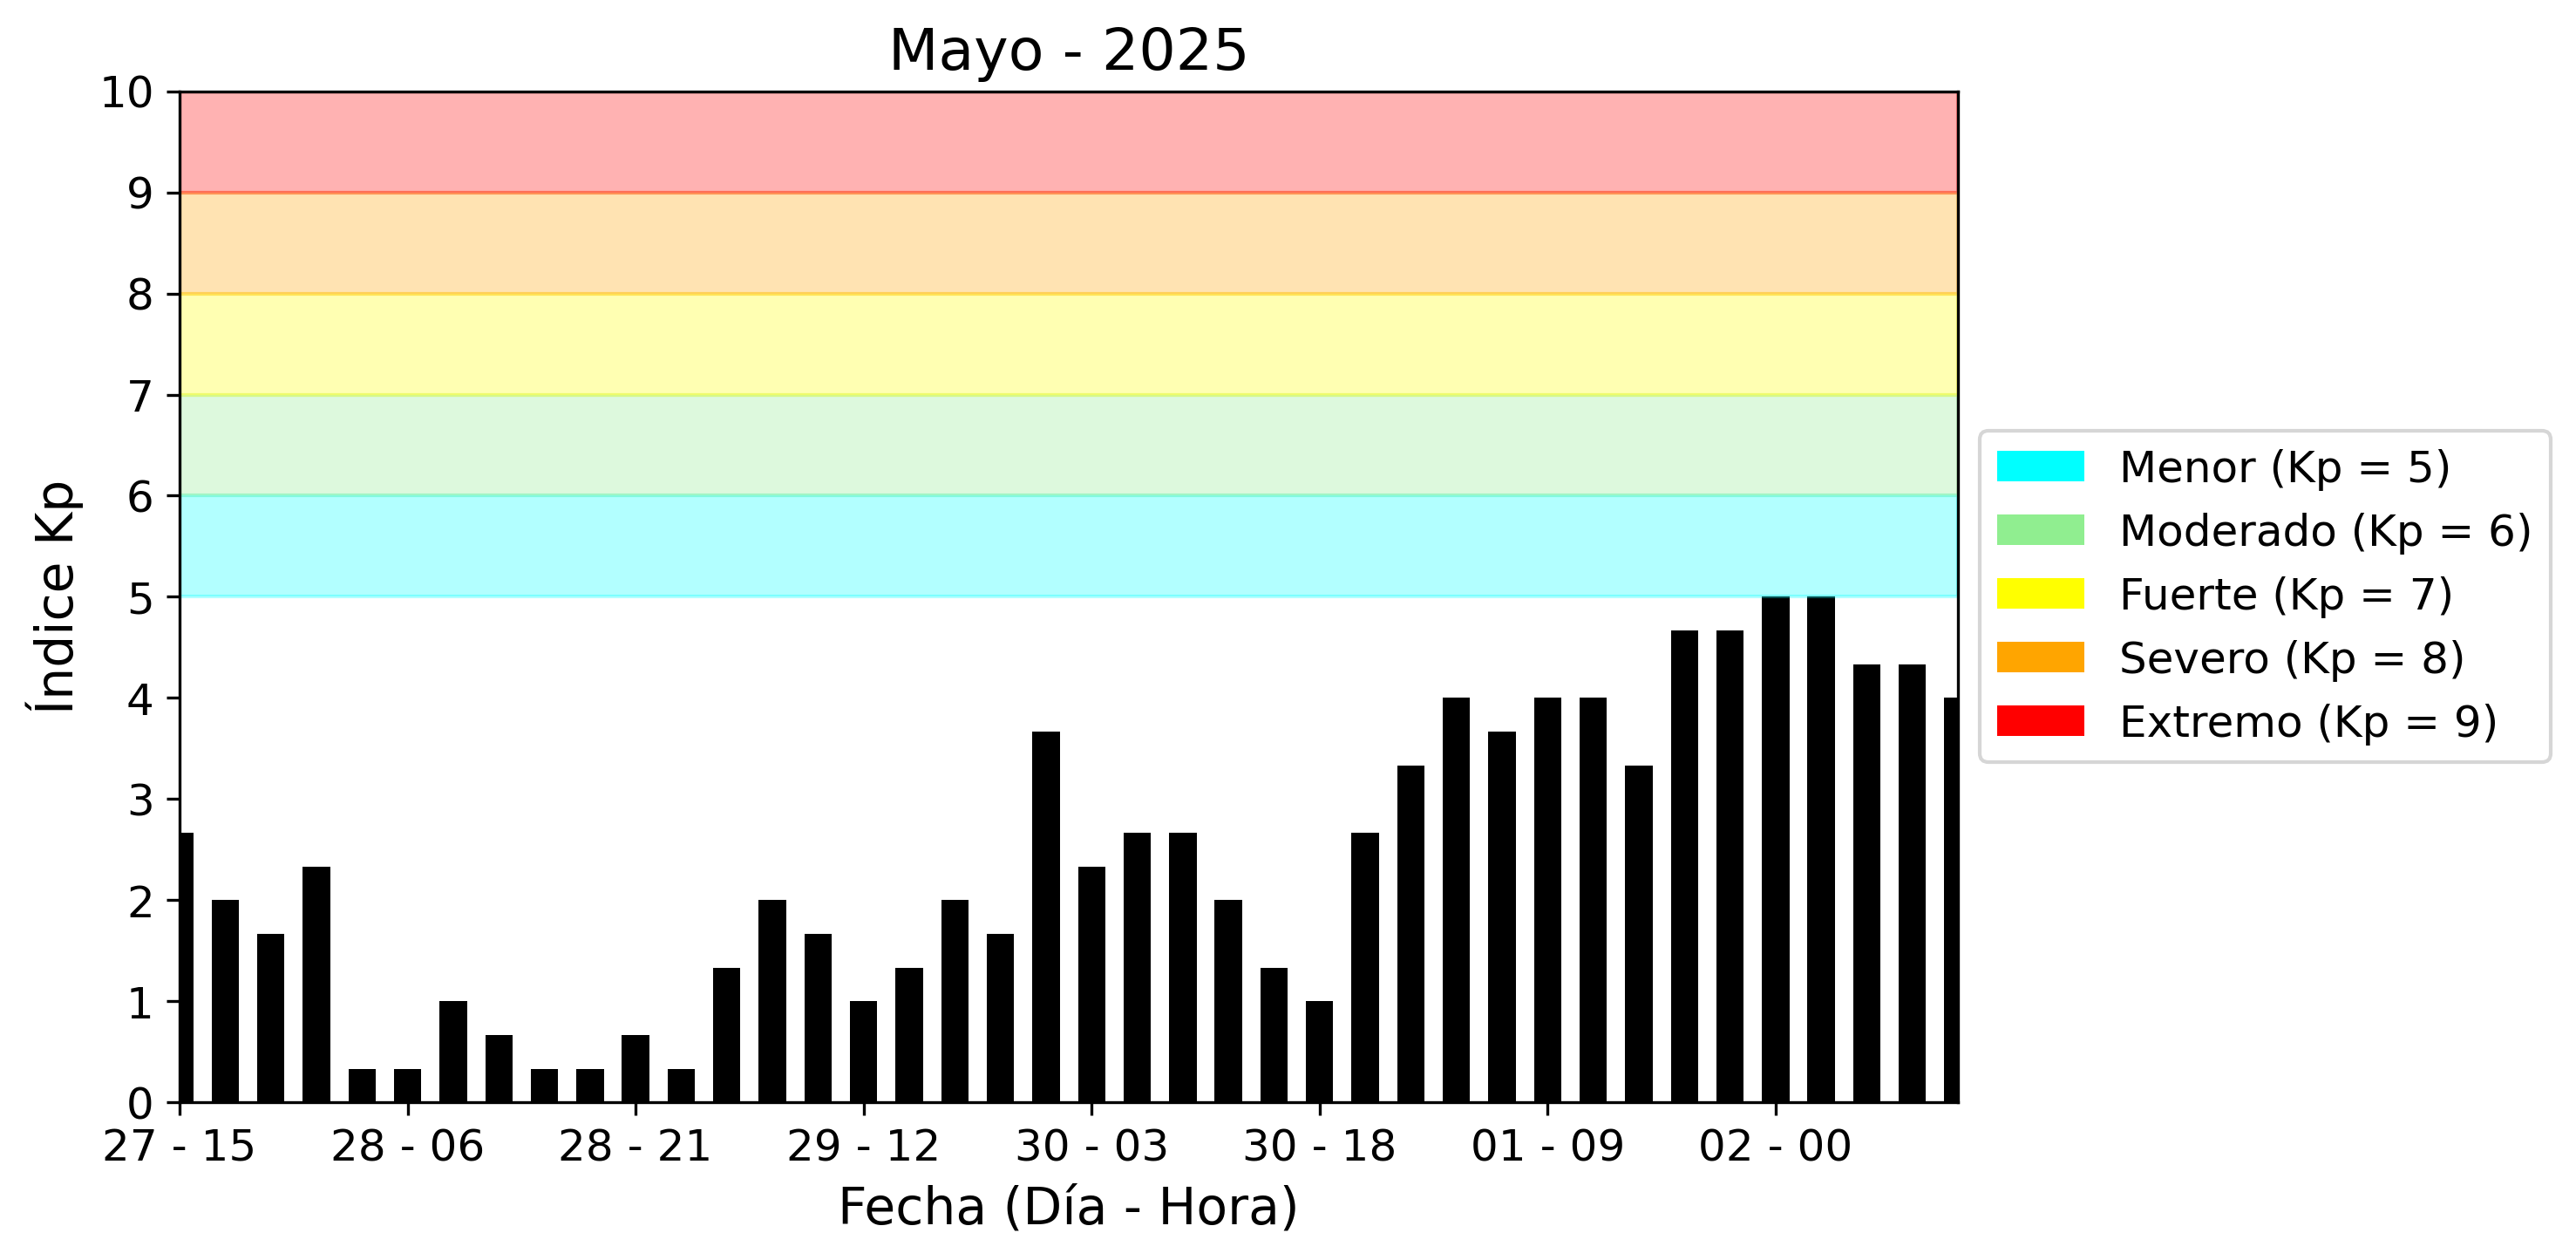 Mayo - 2025
10
9
8
7
6
5
4
3
2
1
0
Índice Kp
27 - 15
28 - 06
28 - 21
29 - 12
30 - 03
30 - 18
01 - 09
02 - 00
Fecha (Día - Hora)
Menor (Kp = 5)
Moderado (Kp = 6)
Fuerte (Kp = 7)
Severo (Kp = 8)
Extremo (Kp = 9)